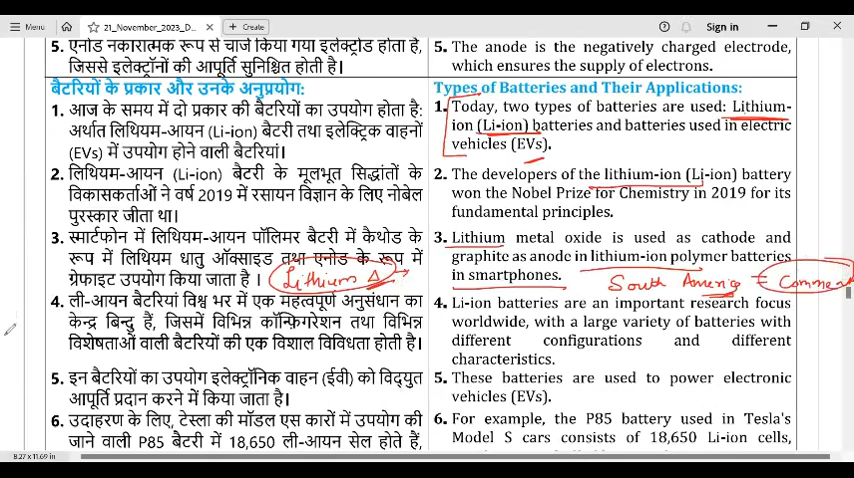 Menu
21_November_2023_D...
Create
Sign in
5. एनोड नकारात्मक रूप से चार्ज किया गया इलेक्ट्रोड होता है,
जिससे इलेक्ट्रॉनों की आपूर्ति सुनिश्चित होती है।
बैटरियों के प्रकार और उनके अनुप्रयोग:
1. आज के समय में दो प्रकार की बैटरियों का उपयोग होता है:
अर्थात लिथियम-आयन (Li-ion) बैटरी तथा इलेक्ट्रिक वाहनों
(EVs) में उपयोग होने वाली बैटरियां।
2. लिथियम-आयन (Li-ion) बैटरी के मूलभूत सिद्धांतों के
विकासकर्ताओं ने वर्ष 2019 में रसायन विज्ञान के लिए नोबेल
पुरस्कार जीता था।
3. स्मार्टफोन में लिथियम-आयन पॉलिमर बैटरी में कैथोड के
रूप में लिथियम धातु ऑक्साइड तथा एनोड के रूप में
ग्रेफाइट उपयोग किया जाता है ।
Lithium Δ
4. ली-आयन बैटरियां विश्व भर में एक महत्वपूर्ण अनुसंधान का
केन्द्र बिन्दु हैं, जिसमें विभिन्न कॉन्फ़िगरेशन तथा विभिन्न
विशेषताओं वाली बैटरियों की एक विशाल विविधता होती है।
5. इन बैटरियों का उपयोग इलेक्ट्रॉनिक वाहन (ईवी) को विद्युत
आपूर्ति प्रदान करने में किया जाता है।
6. उदाहरण के लिए, टेस्ला की मॉडल एस कारों में उपयोग की
जाने वाली P85 बैटरी में 18,650 ली-आयन सेल होते हैं,
5. The anode is the negatively charged electrode,
which ensures the supply of electrons.
Types of Batteries and Their Applications:
1. Today, two types of batteries are used: Lithium-
ion (Li-ion) batteries and batteries used in electric
vehicles (EVs).
2. The developers of the lithium-ion (Li-ion) battery
won the Nobel Prize for Chemistry in 2019 for its
fundamental principles.
3. Lithium metal oxide is used as cathode and
graphite as anode in lithium-ion polymer batteries
in smartphones.
South America =
4. Li-ion batteries are an important research focus
worldwide, with a large variety of batteries with
different configurations and different
characteristics.
5. These batteries are used to power electronic
vehicles (EVs).
6. For example, the P85 battery used in Tesla's
Model S cars consists of 18,650 Li-ion cells,
8.27 x 11.69 in